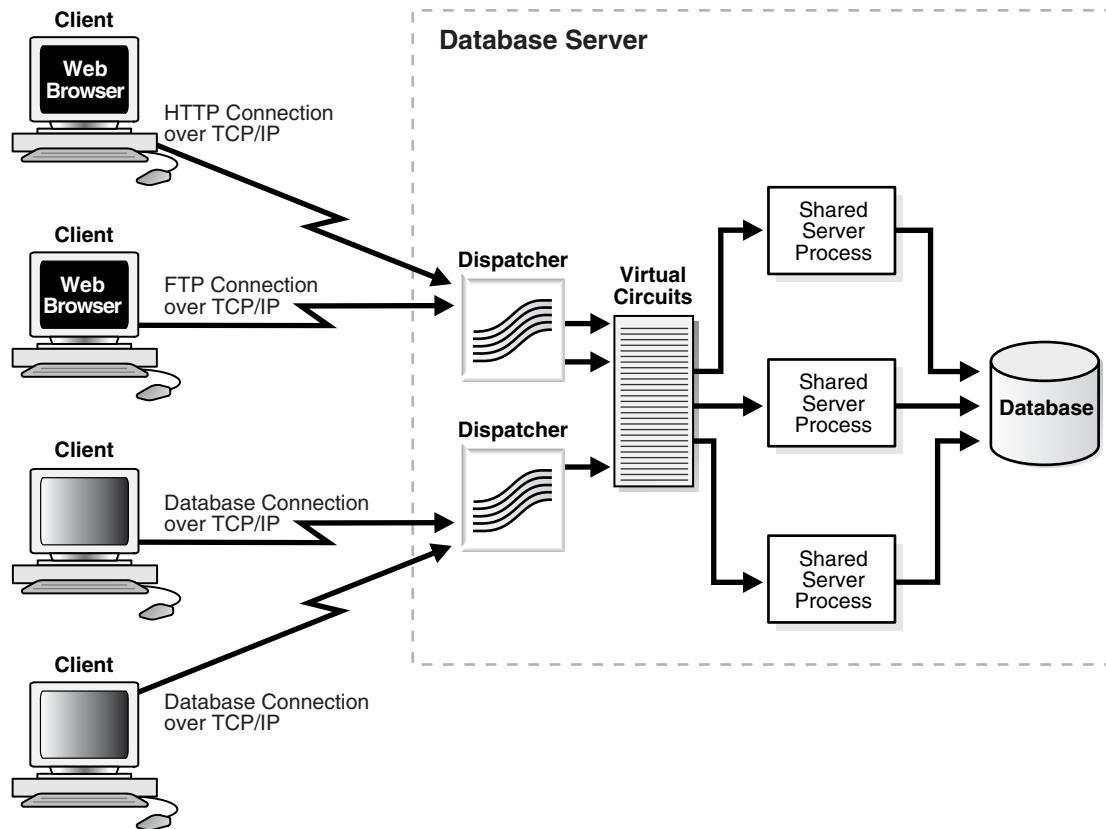 Client
Web
Browser
HTTP Connection
over TCP/IP
Client
Web
Browser
FTP Connection
over TCP/IP
Client
Database Connection
over TCP/IP
Client
Database Connection
over TCP/IP
Database Server
Dispatcher
Dispatcher
Virtual
Circuits
Shared
Server
Process
Shared
Server
Process
Shared
Server
Process
Database